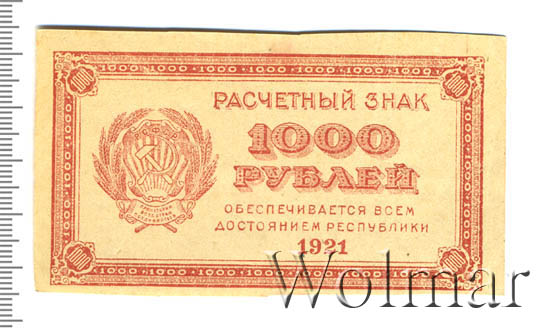 РАСЧЕТНЫЙ ЗНАК
1000
РУБЛЕЙ
ОБЕСПЕЧИВАЕТСЯ ВСЕМ
ДОСТОЯНИЕМ РЕСПУБЛИКИ
1921
Wolmar